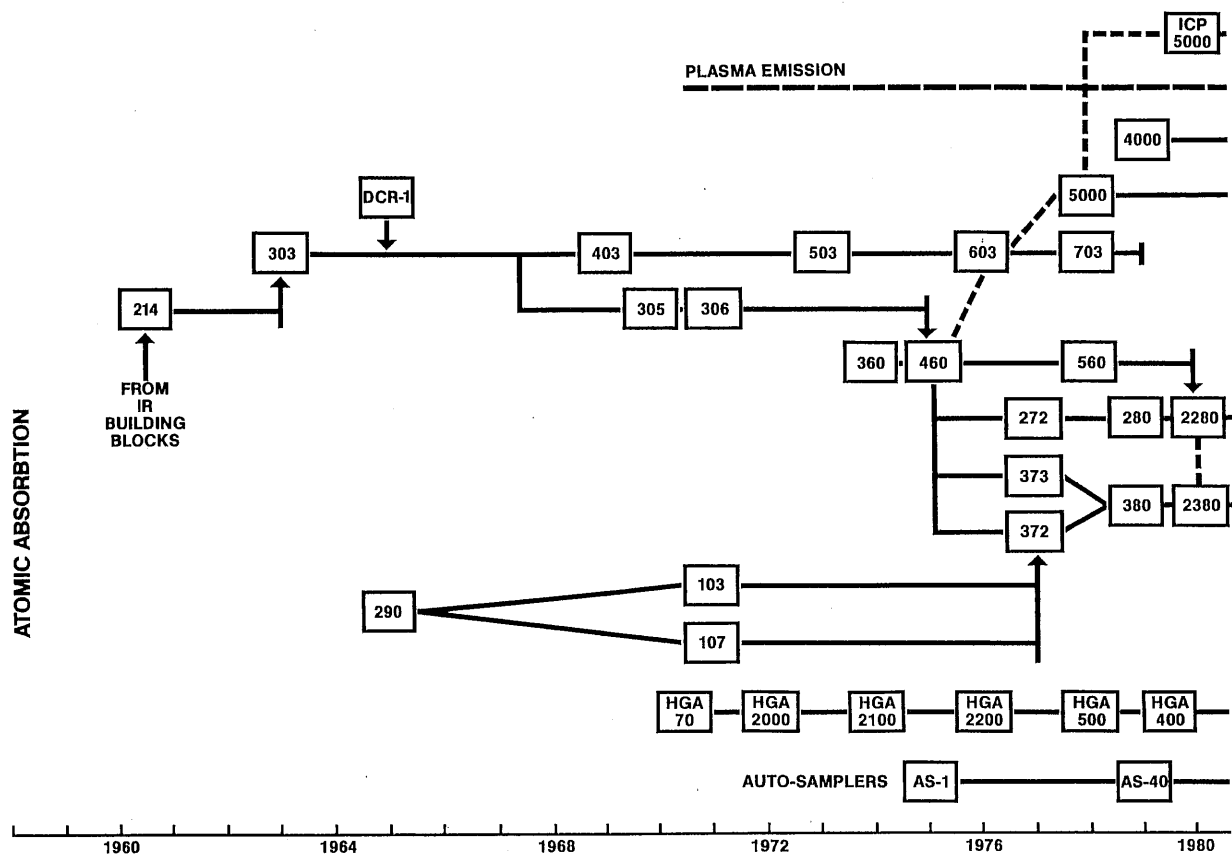 ICP
5000
PLASMA EMISSION
4000
DCR-1
5000
303
403
503
603
703
214
305
306
360
460
560
FROM
IR
BUILDING
BLOCKS
272
280
2280
373
380
2380
372
ATOMIC ABSORBTION
103
290
107
HGA
70
HGA
2000
HGA
2100
HGA
2200
HGA
500
HGA
400
AUTO-SAMPLERS
AS-1
AS-40
1960
1964
1968
1972
1976
1980